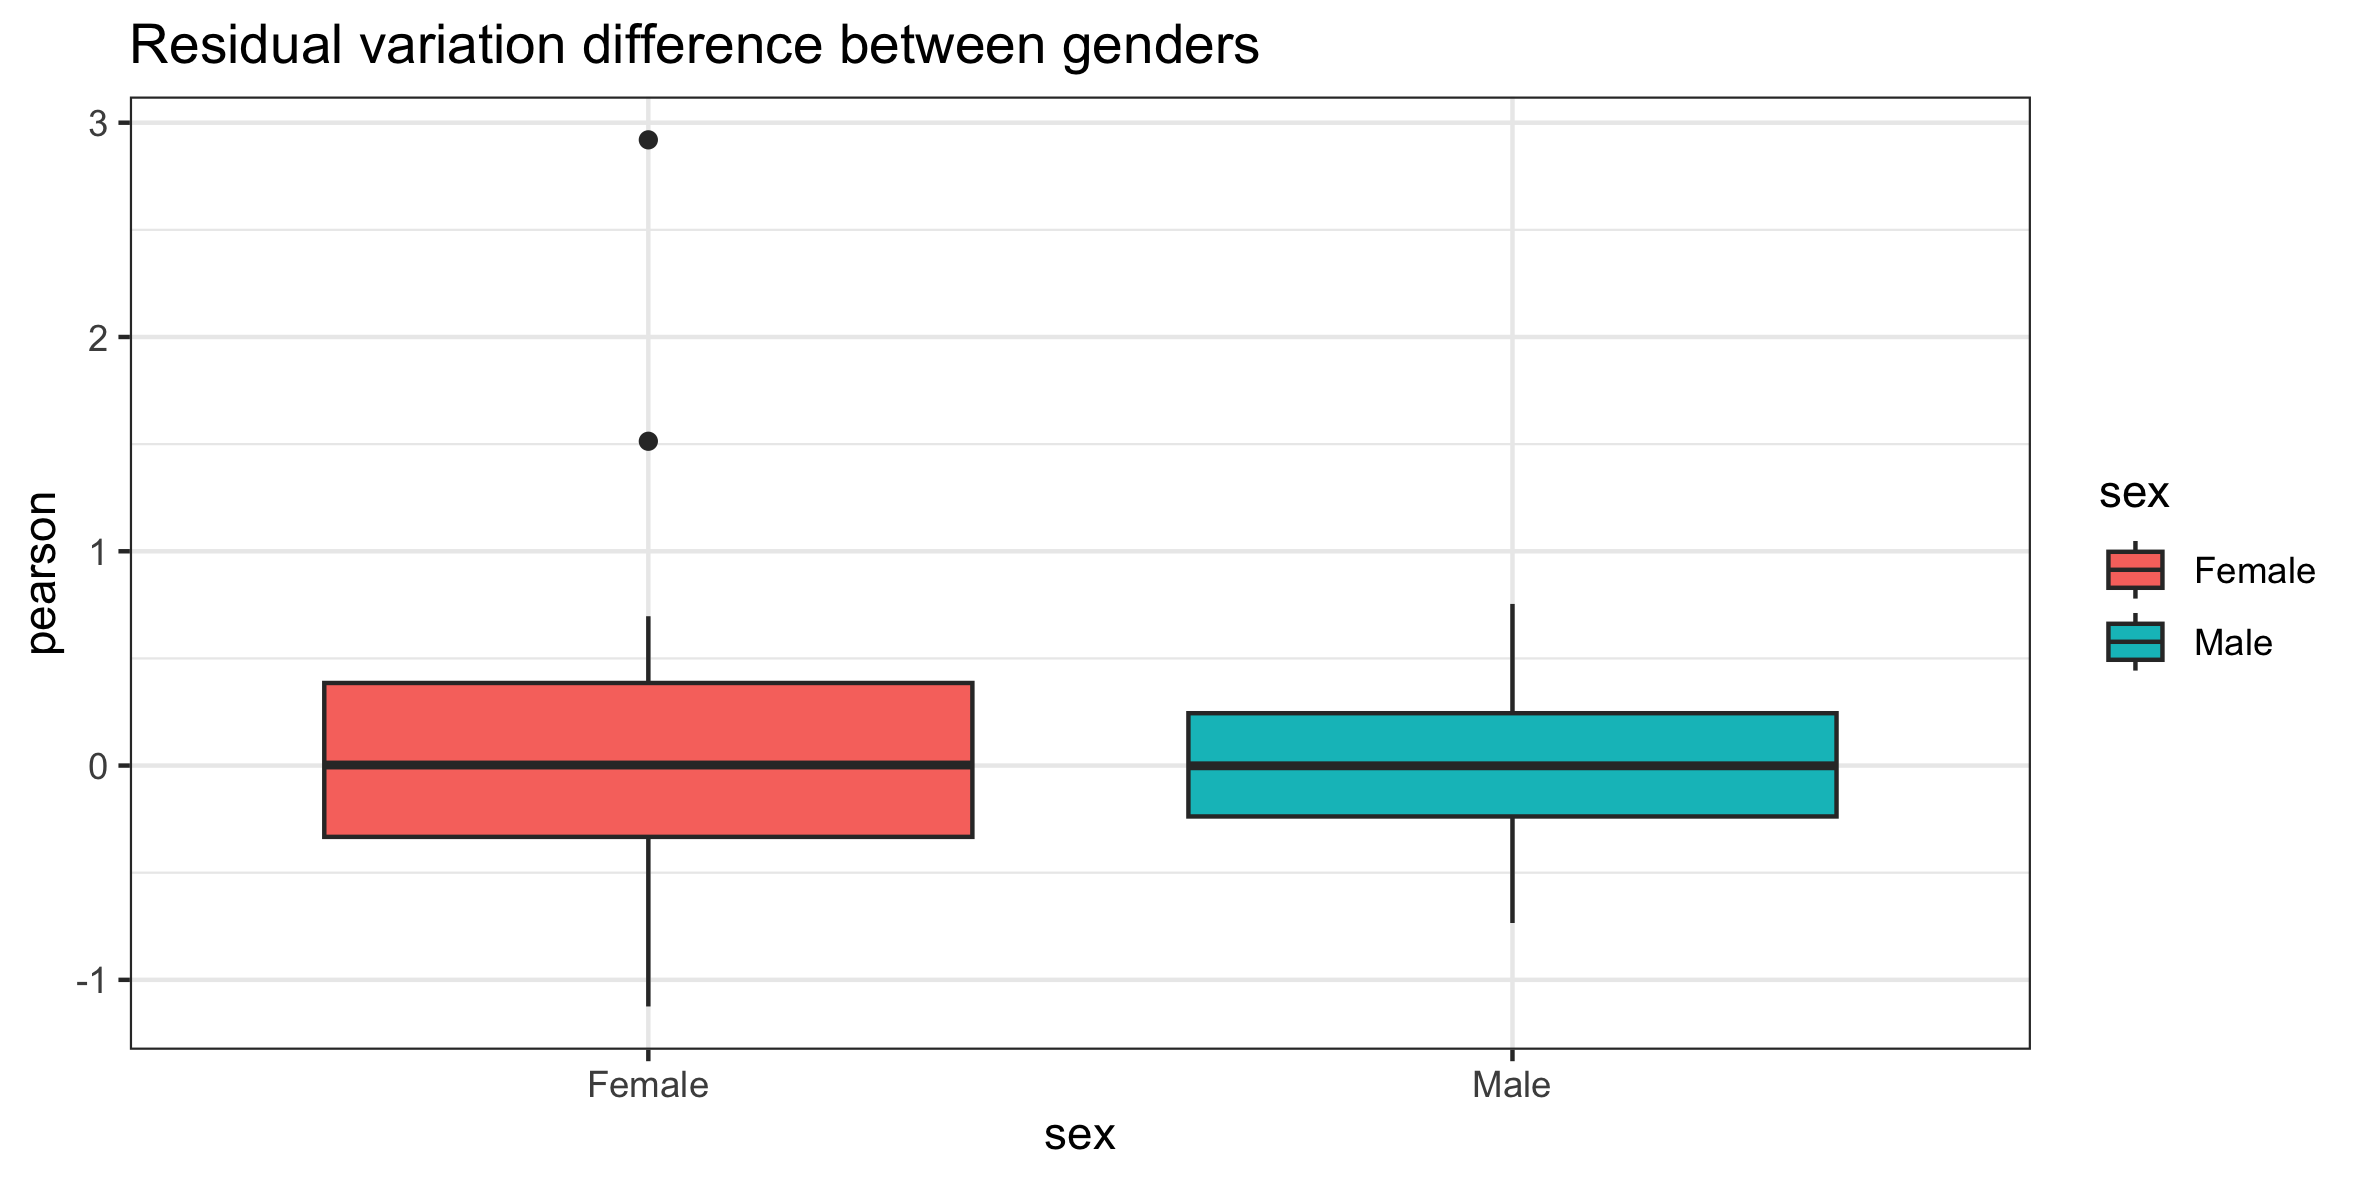 Residual variation difference between genders
3
2
1
0
-1
pearson
Female
Male
sex
sex
Female
Male